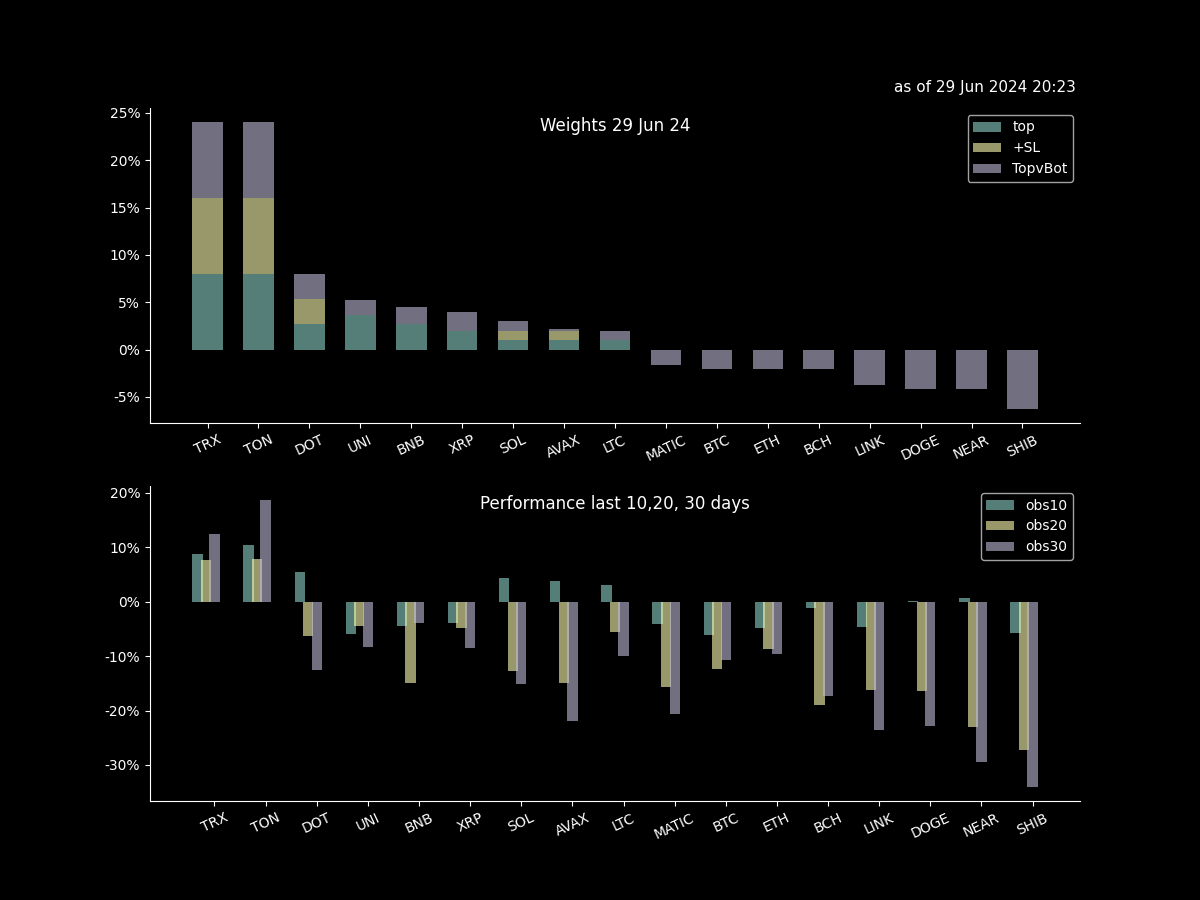 as of 29 Jun 2024 20:23
Weights 29 Jun 24
top
+SL
TopvBot
25%
20%
15%
10%
5%
0%
-5%
TRX TON DOT UNI BNB XRP SOL AVAX LTC MATIC BTC ETH BCH LINK DOGE NEAR SHIB
Performance last 10,20, 30 days
obs10
obs20
obs30
20%
10%
0%
-10%
-20%
-30%
TRX TON DOT UNI BNB XRP SOL AVAX LTC MATIC BTC ETH BCH LINK DOGE NEAR SHIB